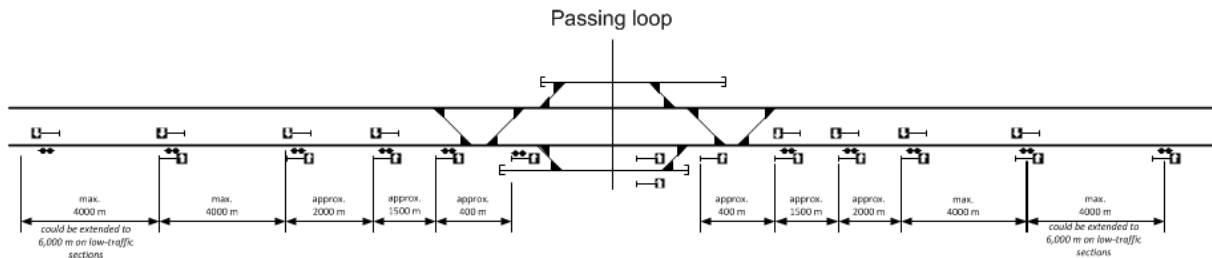 Passing loop
max.
4000 m
max.
4000 m
approx.
2000 m
approx.
1500 m
approx.
400 m
approx.
400 m
approx.
1500 m
approx.
2000 m
max.
4000 m
max.
4000 m
could be extended to
6,000 m on low-traffic
sections
could be extended to
6,000 m on low-traffic
sections